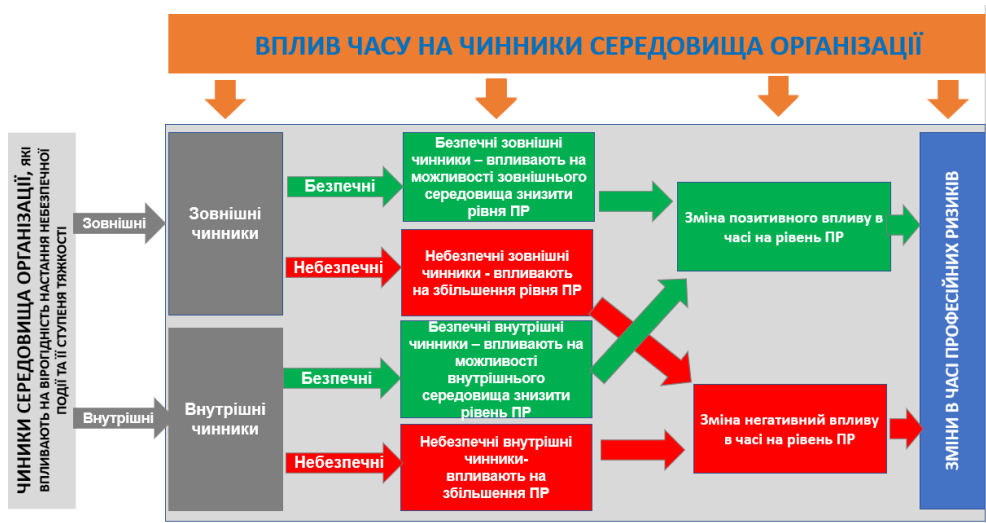 ВПЛИВ ЧАСУ НА ЧИННИКИ СЕРЕДОВИЩА ОРГАНІЗАЦІЇ
ЧИННИКИ СЕРЕДОВИЩА ОРГАНІЗАЦІЇ, ЯКІ
ВПЛИВАЮТЬ НА ВІРОГІДНІСТЬ НАСТАННЯ НЕБЕЗПЕЧНОЇ
ПОДІЇ ТА ЇЇ СТУПЕНЯ ТЯЖКОСТІ
Зовнішні
Внутрішні
Зовнішні
чинники
Внутрішні
чинники
Безпечні
Небезпечні
Безпечні
Небезпечні
Безпечні зовнішні
чинники – впливають на
можливості зовнішнього
середовища знизити
рівня ПР
Небезпечні зовнішні
чинники - впливають
на збільшення рівня ПР
Безпечні внутрішні
чинники – впливають на
можливості
внутрішнього
середовища знизити
рівень ПР
Небезпечні внутрішні
чинники-
впливають на
збільшення ПР
Зміна позитивного впливу в
часі на рівень ПР
Зміна негативний впливу
в часі на рівень ПР
ЗМІНИ В ЧАСІ ПРОФЕСІЙНИХ РИЗИКІВ